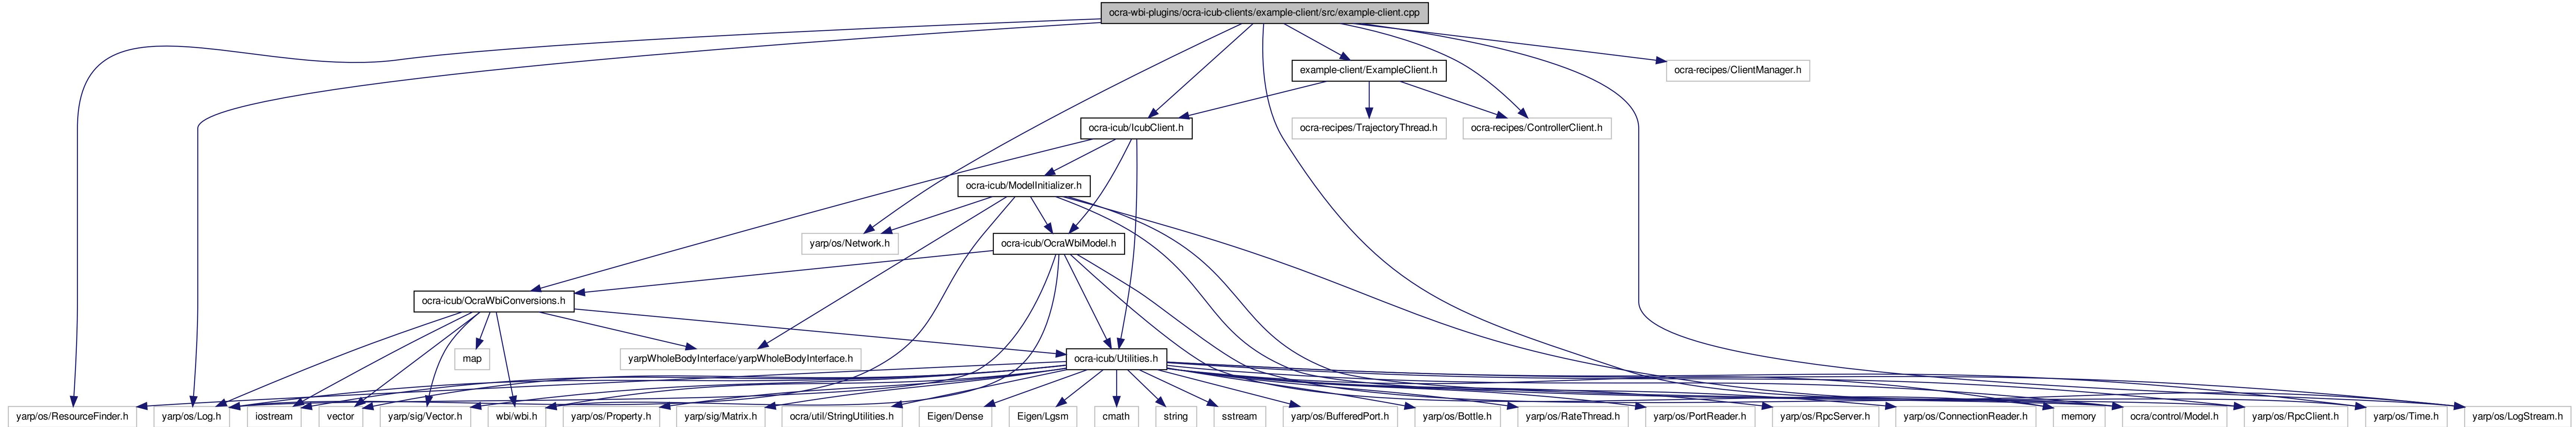 ocra-wbi-plugins/ocra-icub-clients/example-client/src/example-client.cpp
example-client/ExampleClient.h
ocra-recipes/ClientManager.h
ocra-icub/IcubClient.h
ocra-recipes/TrajectoryThread.h
ocra-recipes/ControllerClient.h
ocra-icub/ModelInitializer.h
yarp/os/Network.h
ocra-icub/OcraWbiModel.h
ocra-icub/OcraWbiConversions.h
map
yarpWholeBodyInterface/yarpWholeBodyInterface.h
ocra-icub/Utilities.h
yarp/os/ResourceFinder.h
yarp/os/Log.h
iostream
vector
yarp/sig/Vector.h
wbi/wbi.h
yarp/os/Property.h
yarp/sig/Matrix.h
ocra/util/StringUtilities.h
Eigen/Dense
Eigen/Lgsm
cmath
string
sstream
yarp/os/BufferedPort.h
yarp/os/Bottle.h
yarp/os/RateThread.h
yarp/os/PortReader.h
yarp/os/RpcServer.h
yarp/os/ConnectionReader.h
memory
ocra/control/Model.h
yarp/os/RpcClient.h
yarp/os/Time.h
yarp/os/LogStream.h